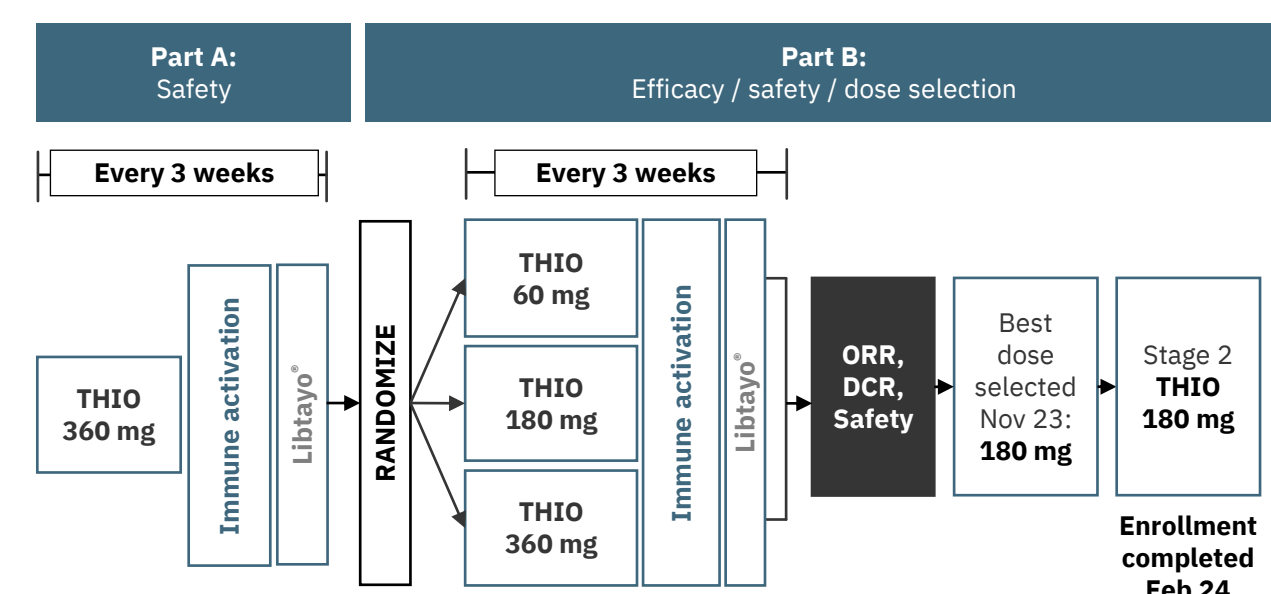 Part A:
Safety
Part B:
Efficacy / safety / dose selection
Every 3 weeks
Every 3 weeks
THIO
360 mg
Immune activation
Libtayo®
RANDOMIZE
THIO
60 mg
THIO
180 mg
THIO
360 mg
Immune activation
Libtayo®
ORR,
DCR,
Safety
Best
dose
selected
Nov 23:
180 mg
Stage 2
THIO
180 mg
Enrollment
completed
Feb 24